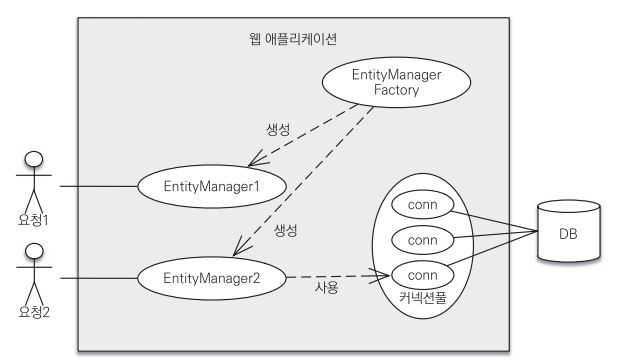 웹 애플리케이션
EntityManager
Factory
생성
EntityManager1
요청1
생성
conn
conn
conn
DB
EntityManager2
사용
커넥션풀
요청2